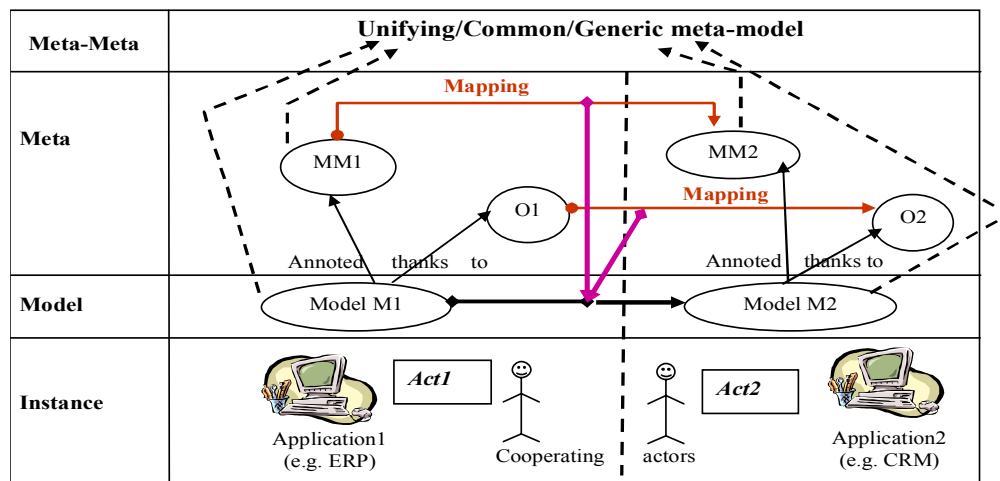 Meta-Meta
Unifying/Common/Generic meta-model
Meta
Mapping
MM1
MM2
Mapping
O1
O2
Annoted thanks to
Annoted thanks to
Model
Model M1
Model M2
Instance
Act1
Act2
Application1
(e.g. ERP)
Cooperating
actors
Application2
(e.g. CRM)